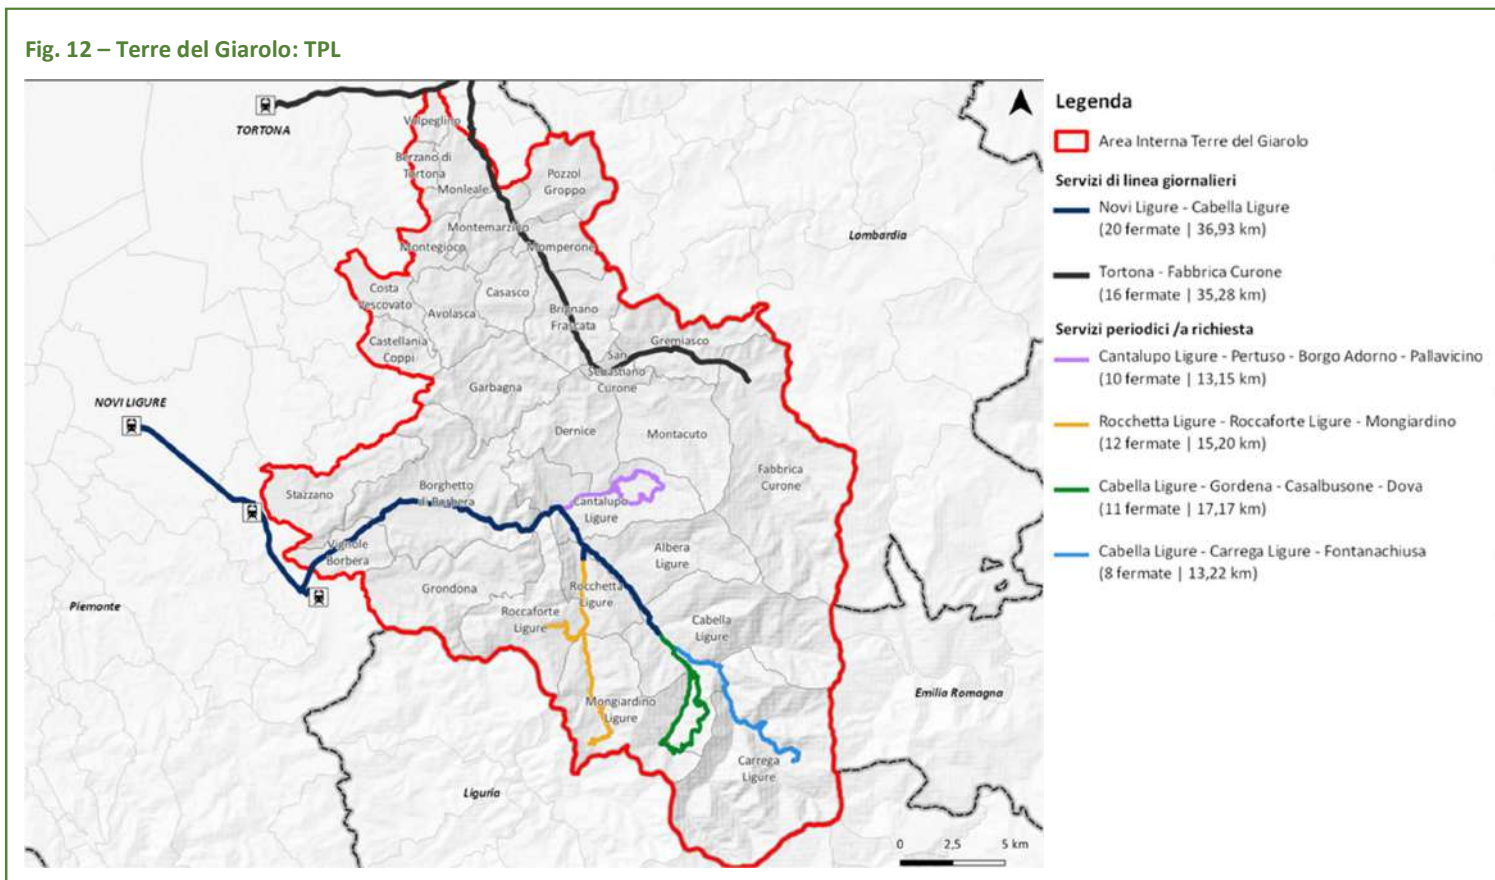 Fig. 12 – Terre del Giarolo: TPL
TORTONA
Volpeglino
Berzano di
Tortona
Monleale
Pozzol
Groppo
Montemarzino
Montegioco
Momperone
Lombardia
Costa
Vescovato
Casasco
Avolasca
Brignano
Frascata
Castellania
Coppi
Gremiasco
San
Sebastiano
Curone
Garbagna
NOVI LIGURE
Dernice
Montacuto
Fabbrica
Curone
Stazzano
Borghetto
di Borbera
Cantalupo
Ligure
Vignole
Borbera
Albera
Ligure
Grondona
Rocchetta
Ligure
Piemonte
Roccaforte
Ligure
Cabella
Ligure
Emilia Romagna
Mongiardino
Ligure
Carrega
Ligure
Liguria
0 2,5 5 km
Legenda
Area Interna Terre del Giarolo
Servizi di linea giornalieri
Novi Ligure - Cabella Ligure
(20 fermate | 36,93 km)
Tortona - Fabbrica Curone
(16 fermate | 35,28 km)
Servizi periodici /a richiesta
Cantalupo Ligure - Pertuso - Borgo Adorno - Pallavicino
(10 fermate | 13,15 km)
Rocchetta Ligure - Roccaforte Ligure - Mongiardino
(12 fermate | 15,20 km)
Cabella Ligure - Gordena - Casalbusone - Dova
(11 fermate | 17,17 km)
Cabella Ligure - Carrega Ligure - Fontanachiusa
(8 fermate | 13,22 km)